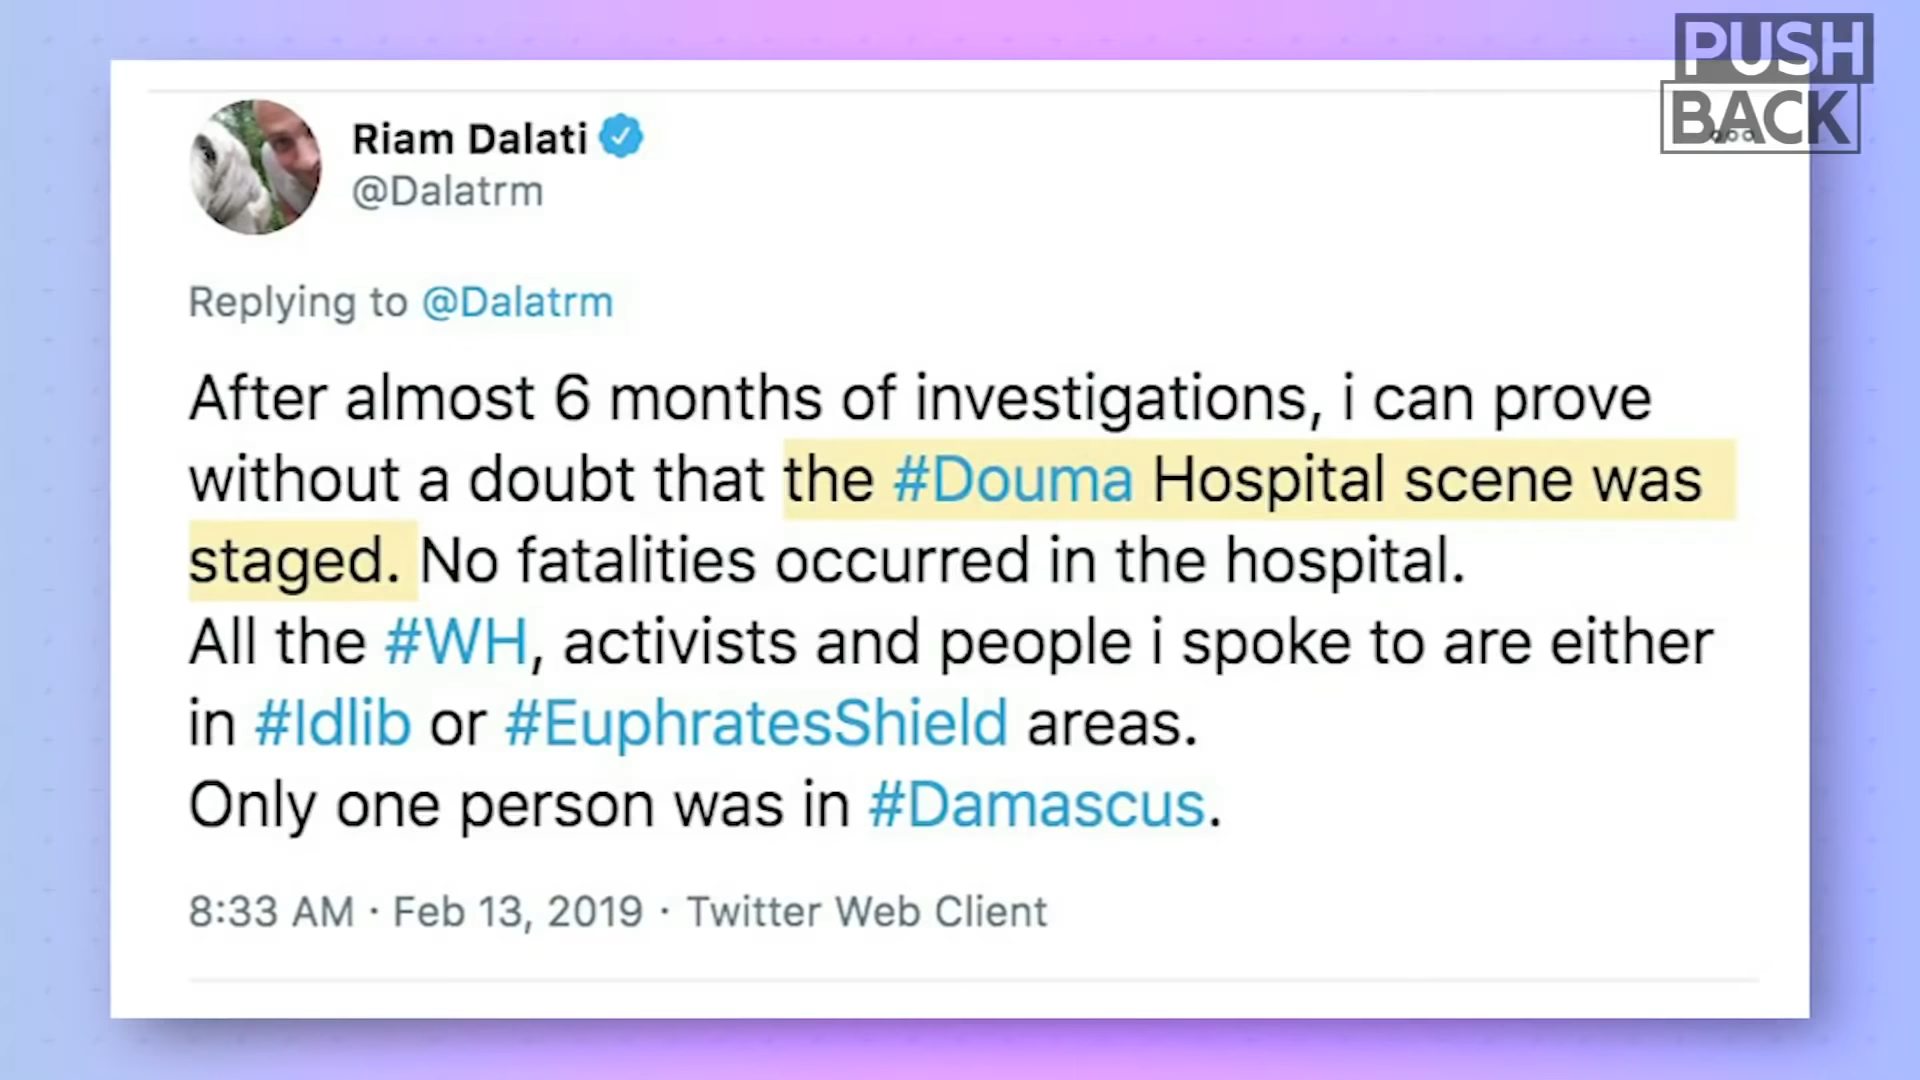 PUSH
BACK
Riam Dalati
@Dalatrm
Replying to @Dalatrm
After almost 6 months of investigations, i can prove
without a doubt that the #Douma Hospital scene was
staged. No fatalities occurred in the hospital.
All the #WH, activists and people i spoke to are either
in #Idlib or #EuphratesShield areas.
Only one person was in #Damascus.
8:33 AM · Feb 13, 2019 · Twitter Web Client